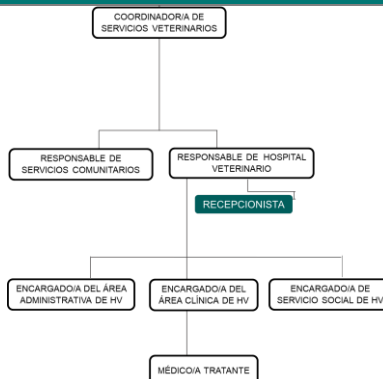 COORDINADOR/A DE
SERVICIOS VETERINARIOS
RESPONSABLE DE
SERVICIOS COMUNITARIOS
RESPONSABLE DE HOSPITAL
VETERINARIO
RECEPCIONISTA
ENCARGADO/A DEL ÁREA
ADMINISTRATIVA DE HV
ENCARGADO/A DEL
ÁREA CLÍNICA DE HV
ENCARGADO/A DE
SERVICIO SOCIAL DE HV
MÉDICO/A TRATANTE